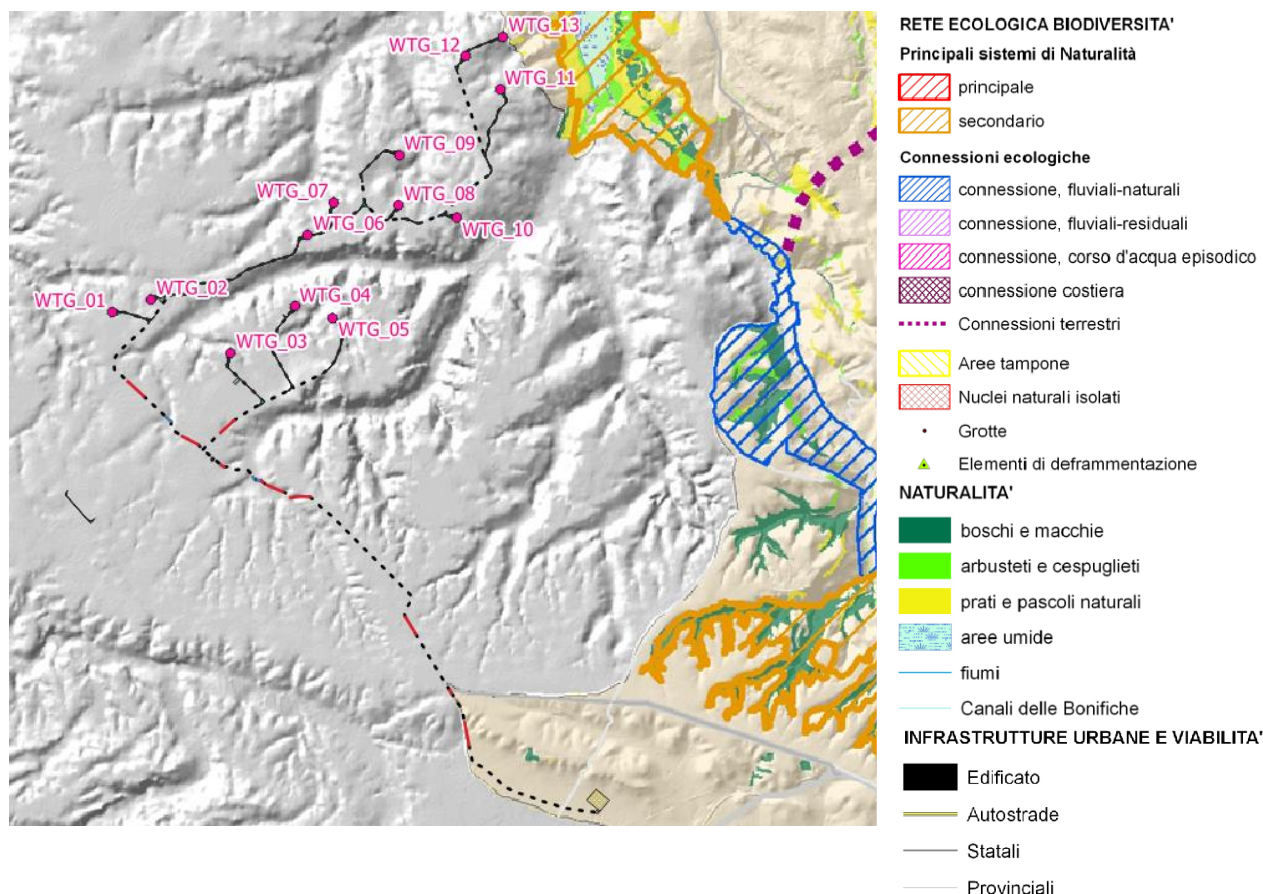 WTG_13
WTG_12
WTG_11
WTG_09
WTG_07
WTG_08
WTG_06
WTG_10
WTG_02
WTG_01
WTG_04
WTG_05
WTG_03
RETE ECOLOGICA BIODIVERSITA'
Principali sistemi di Naturalità
principale
secondario
Connessioni ecologiche
connessione, fluviali-naturali
connessione, fluviali-residuali
connessione, corso d'acqua episodico
connessione costiera
Connessioni terrestri
Aree tampone
Nuclei naturali isolati
Grotte
Elementi di deframmentazione
NATURALITA'
boschi e macchie
arbusteti e cespuglieti
prati e pascoli naturali
aree umide
fiumi
Canali delle Bonifiche
INFRASTRUTTURE URBANE E VIABILITA'
Edificato
Autostrade
Statali
Provinciali